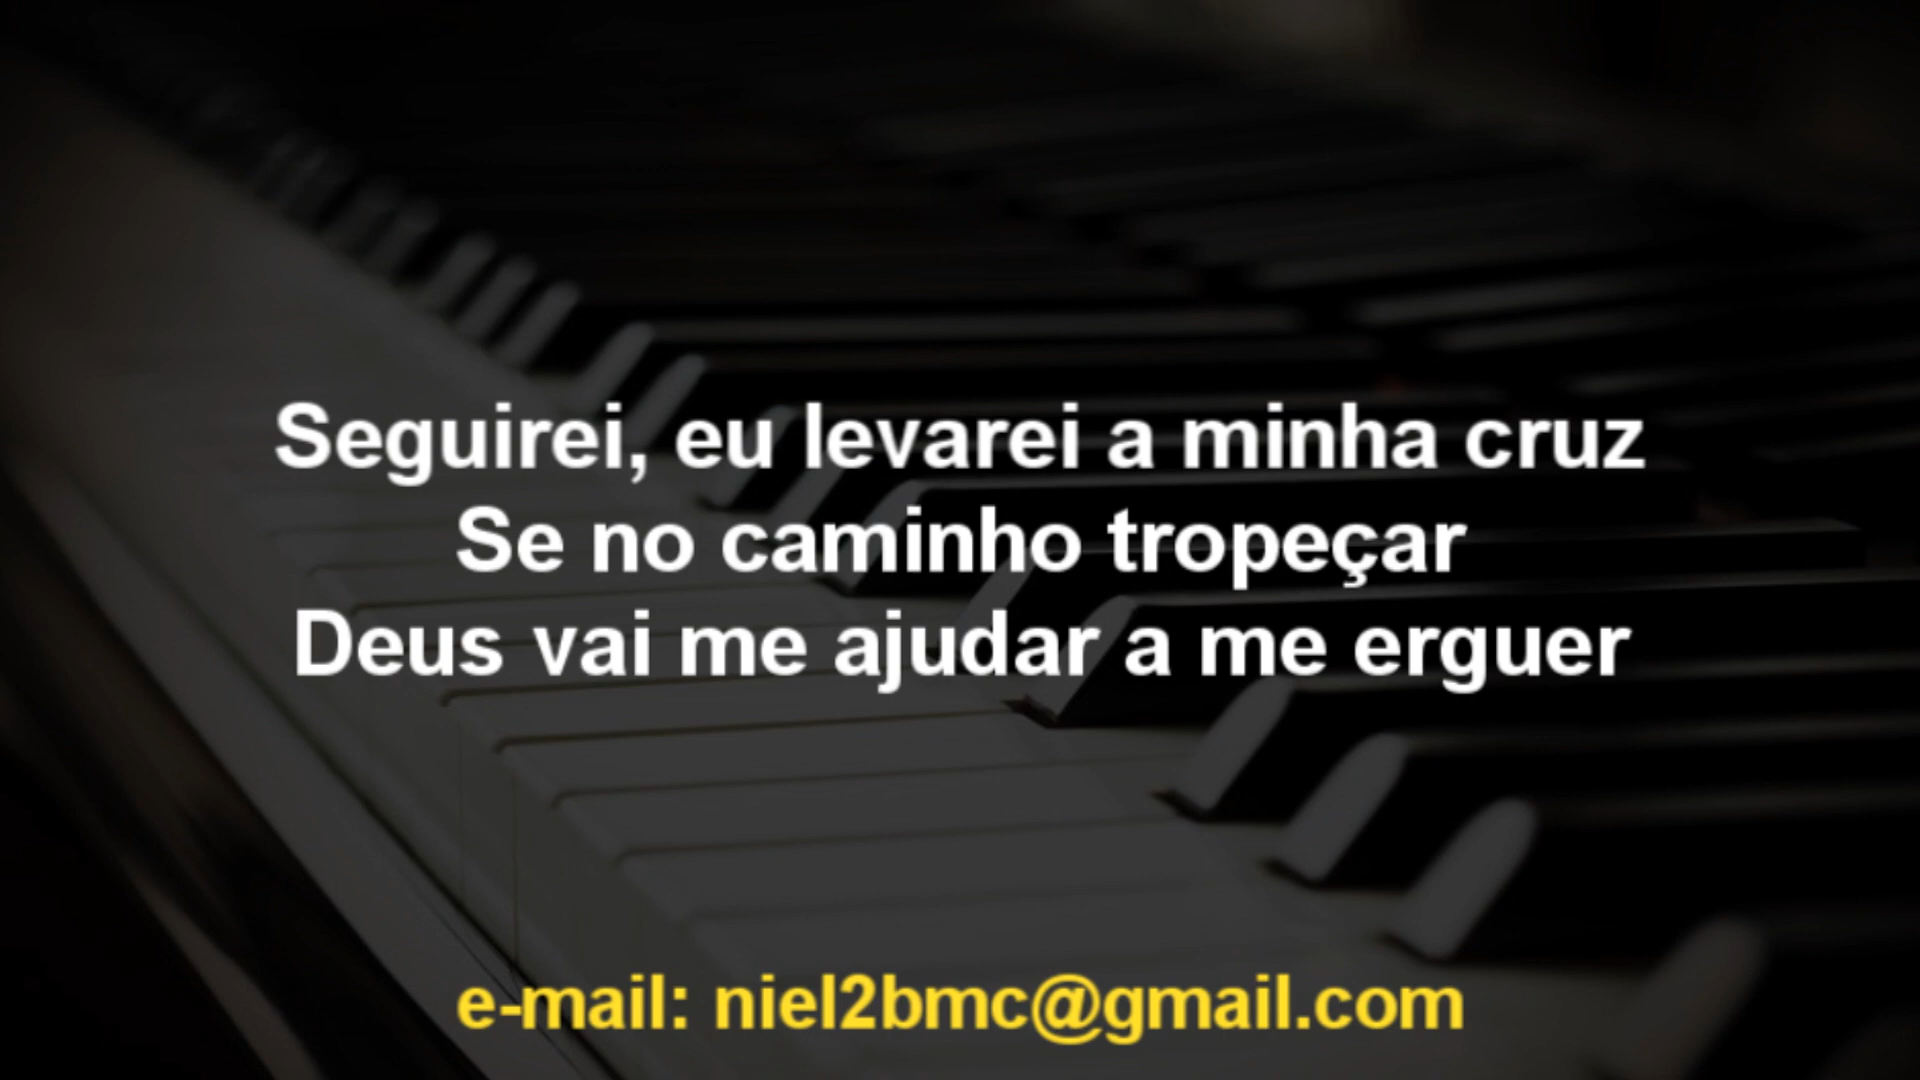 Seguirei, eu levarei a minha cruz
Se no caminho tropeçar
Deus vai me ajudar a me erguer
e-mail: niel2bmc@gmail.com